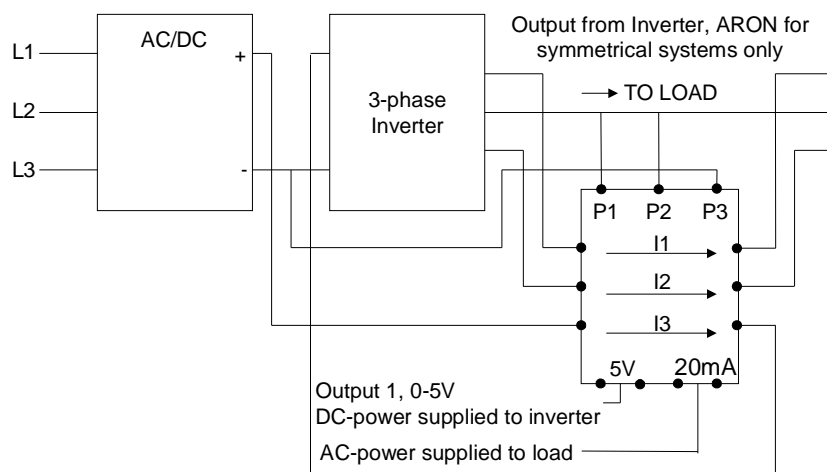 Output from Inverter, ARON for
symmetrical systems only
AC/DC
L1
+
3-phase
Inverter
TO LOAD
L2
L3
-
P1 P2 P3
I1
I2
I3
5V 20mA
Output 1, 0-5V
DC-power supplied to inverter
AC-power supplied to load